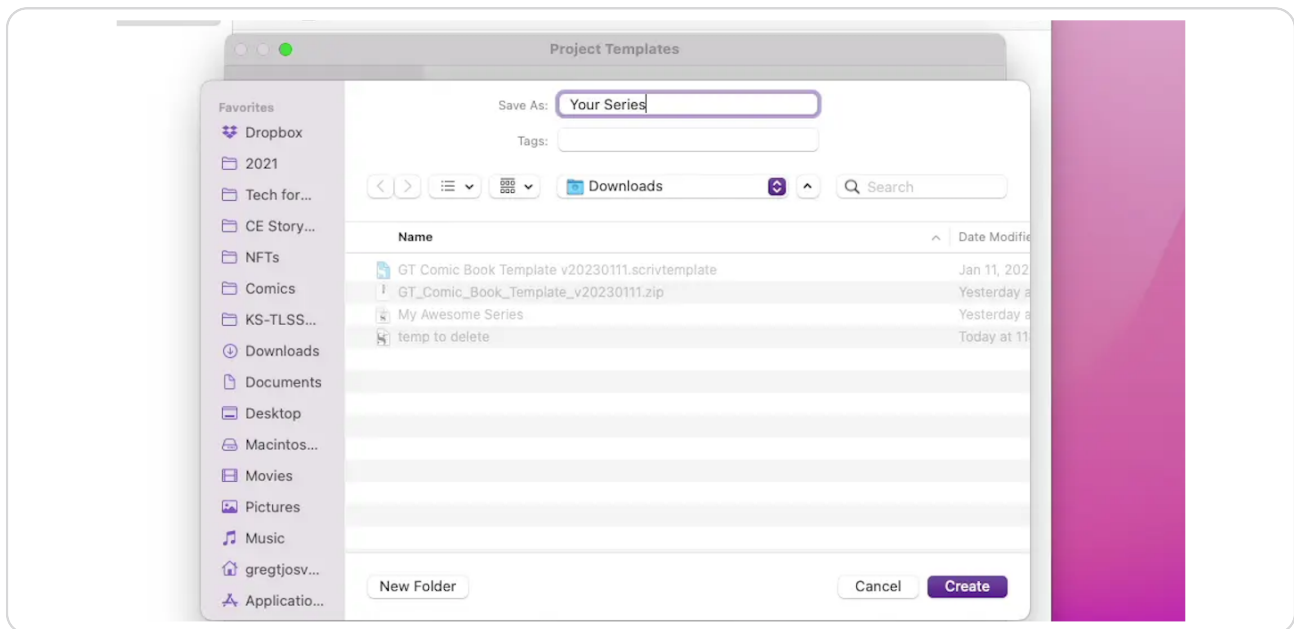 Project Templates
Favorites
Dropbox
2021
Tech for...
CE Story...
NFTs
Comics
KS-TLSS...
Downloads
Documents
Desktop
Macintos...
Movies
Pictures
Music
gregtjosv...
Applicatio...
Save As: Your Series
Tags:
Downloads
Search
Name Date Modifie
GT Comic Book Template v20230111.scrivtemplate Jan 11, 202
GT_Comic_Book_Template_v20230111.zip Yesterday a
My Awesome Series Yesterday a
temp to delete Today at 11
New Folder Cancel Create